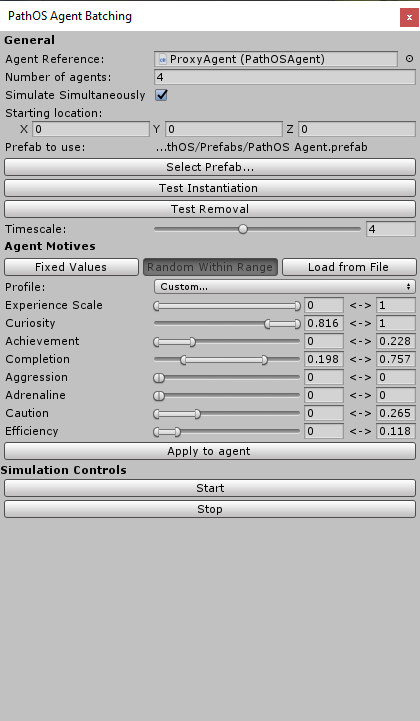 PathOS Agent Batching
x
General
Agent Reference: ProxyAgent (PathOSAgent)
Number of agents: 4
Simulate Simultaneously
Starting location:
X 0 Y 0 Z 0
Prefab to use: ...thOS/Prefabs/PathOS Agent.prefab
Select Prefab...
Test Instantiation
Test Removal
Timescale: 4
Agent Motives
Fixed Values Random Within Range Load from File
Profile: Custom...
Experience Scale 0 <-> 1
Curiosity 0.816 <-> 1
Achievement 0 <-> 0.228
Completion 0.198 <-> 0.757
Aggression 0 <-> 0
Adrenaline 0 <-> 0
Caution 0 <-> 0.265
Efficiency 0 <-> 0.118
Apply to agent
Simulation Controls
Start
Stop